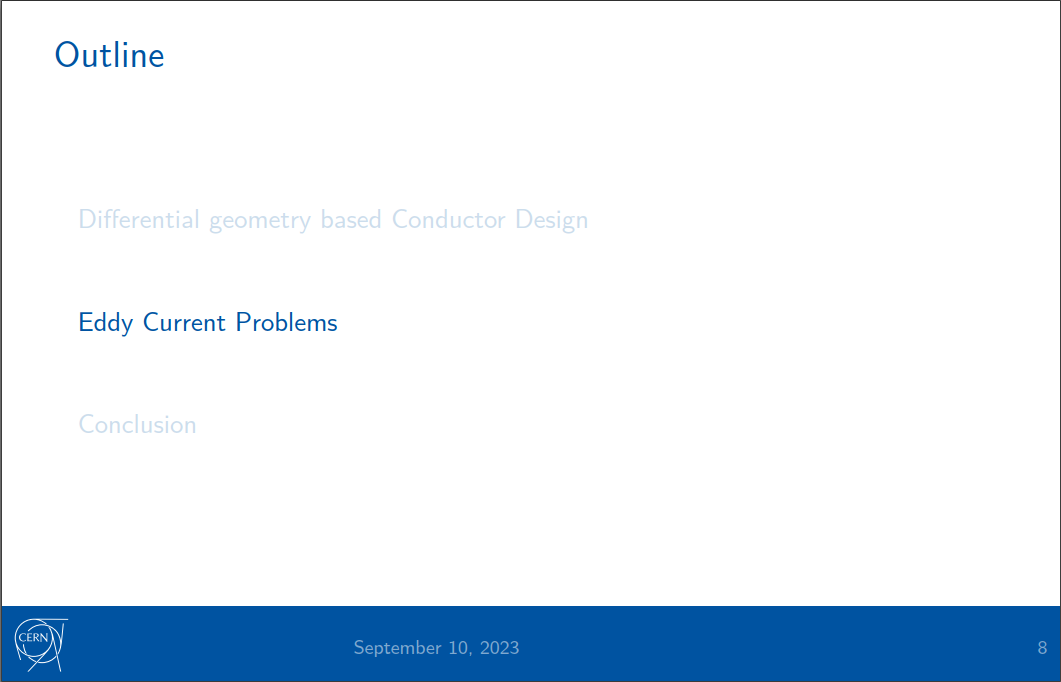 Outline
Differential geometry based Conductor Design
Eddy Current Problems
Conclusion
CERN
September 10, 2023
8